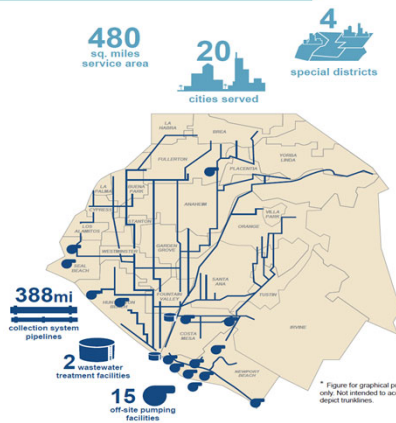 480
sq. miles
service area
20
cities served
4
special districts
LA
HABRA
BREA
FULLERTON
YORBA
LINDA
PLACENTIA
LA
PALMA
BUENA
PARK
ANAHEIM
CYPRESS
STANTON
VILLA
PARK
ORANGE
LOS
ALAMITOS
GARDEN
GROVE
WESTMINSTER
SEAL
BEACH
SANTA
ANA
TUSTIN
FOUNTAIN
VALLEY
IRVINE
COSTA
MESA
NEWPORT
BEACH
388mi
collection system
pipelines
2 wastewater
treatment facilities
15
off-site pumping
facilities
* Figure for graphical
only. Not intended to
depict trunklines.